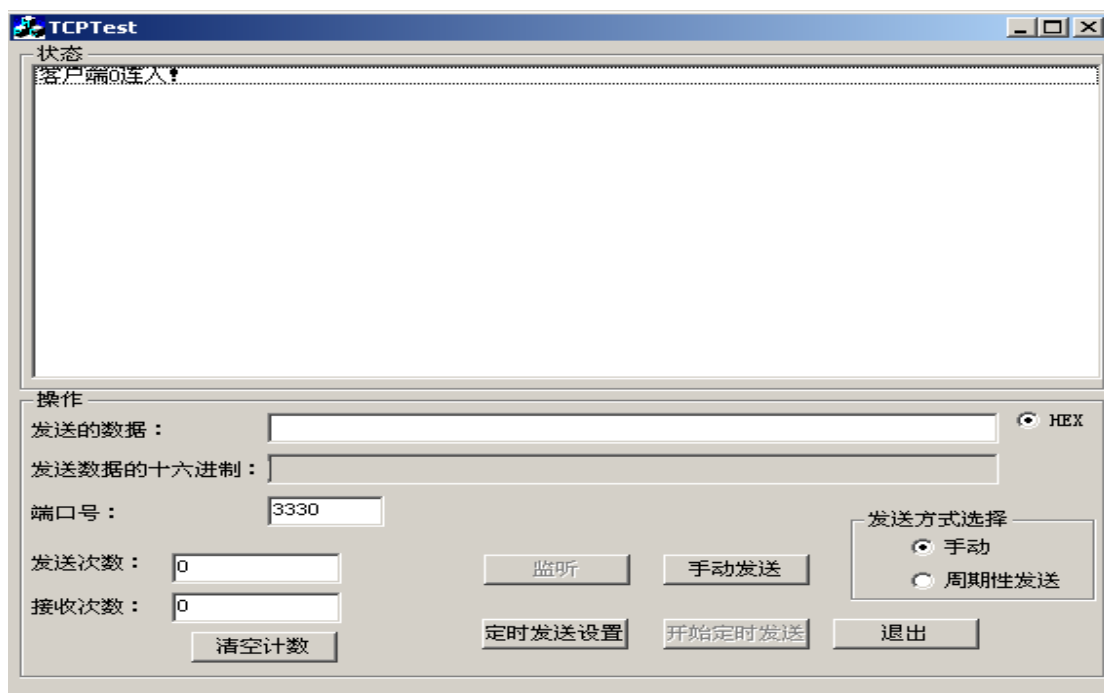 TCPTest
状态
客户端0连入!
操作
发送的数据：
HEX
发送数据的十六进制：
端口号：
3330
发送方式选择
手动
周期性发送
发送次数：
0
监听
手动发送
接收次数：
0
清空计数
定时发送设置
开始定时发送
退出